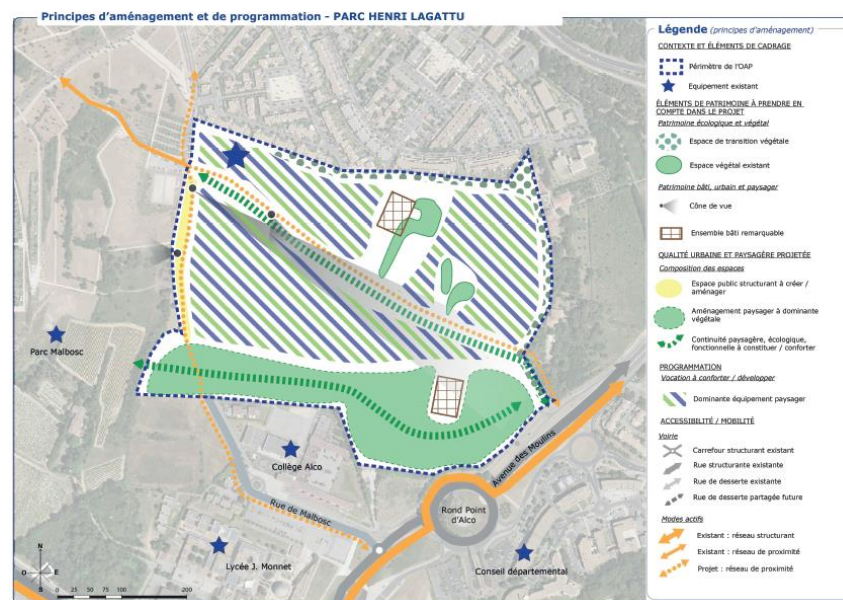 Principes d'aménagement et de programmation - PARC HENRI LAGATTU
Parc Malbosc
Collège Alco
Rue de Malbosc
Lycée J. Monnet
Avenue des Moulins
Rond Point
d'Alco
Conseil départemental
N
O
E
S
0 25 50 75 100 200
Légende (principes d'aménagement)
CONTEXTE ET ÉLÉMENTS DE CADRAGE
Périmètre de l'OAP
Equipement existant
ÉLÉMENTS DE PATRIMOINE À PRENDRE EN
COMPTE DANS LE PROJET
Patrimoine écologique et végétal
Espace de transition végétale
Espace végétal existant
Patrimoine bâti, urbain et paysager
Cône de vue
Ensemble bâti remarquable
QUALITÉ URBAINE ET PAYSAGÈRE PROJETÉE
Composition des espaces
Espace public structurant à créer /
aménager
Aménagement paysager à dominante
végétale
Continuité paysagère, écologique,
fonctionnelle à constituer / conforter
PROGRAMMATION
Vocation à conforter / développer
Dominante équipement paysager
ACCESSIBILITÉ / MOBILITÉ
Voirie
Carrefour structurant existant
Rue structurante existante
Rue de desserte existante
Rue de desserte partagée future
Modes actifs
Existant : réseau structurant
Existant : réseau de proximité
Projet : réseau de proximité